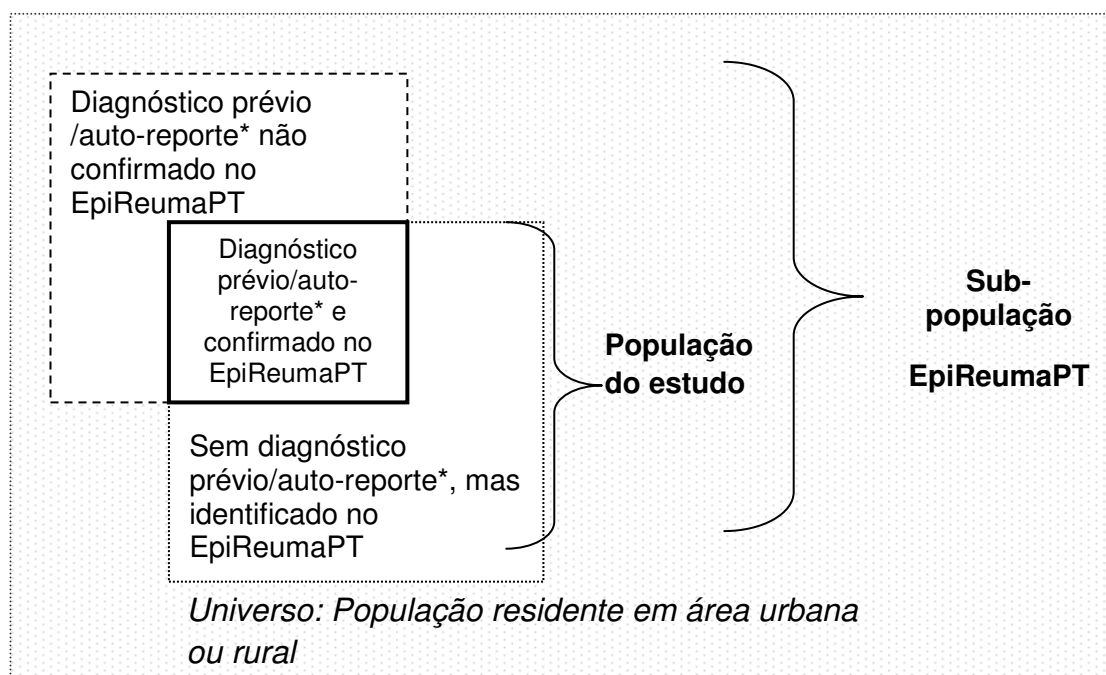 Diagnóstico prévio
/auto-reporte* não
confirmado no
EpiReumaPT
Diagnóstico
prévio/auto-
reporte* e
confirmado no
EpiReumaPT
Sem diagnóstico
prévio/auto-reporte*, mas
identificado no
EpiReumaPT
População
do estudo
Sub-
população
EpiReumaPT
Universo: População residente em área urbana
ou rural